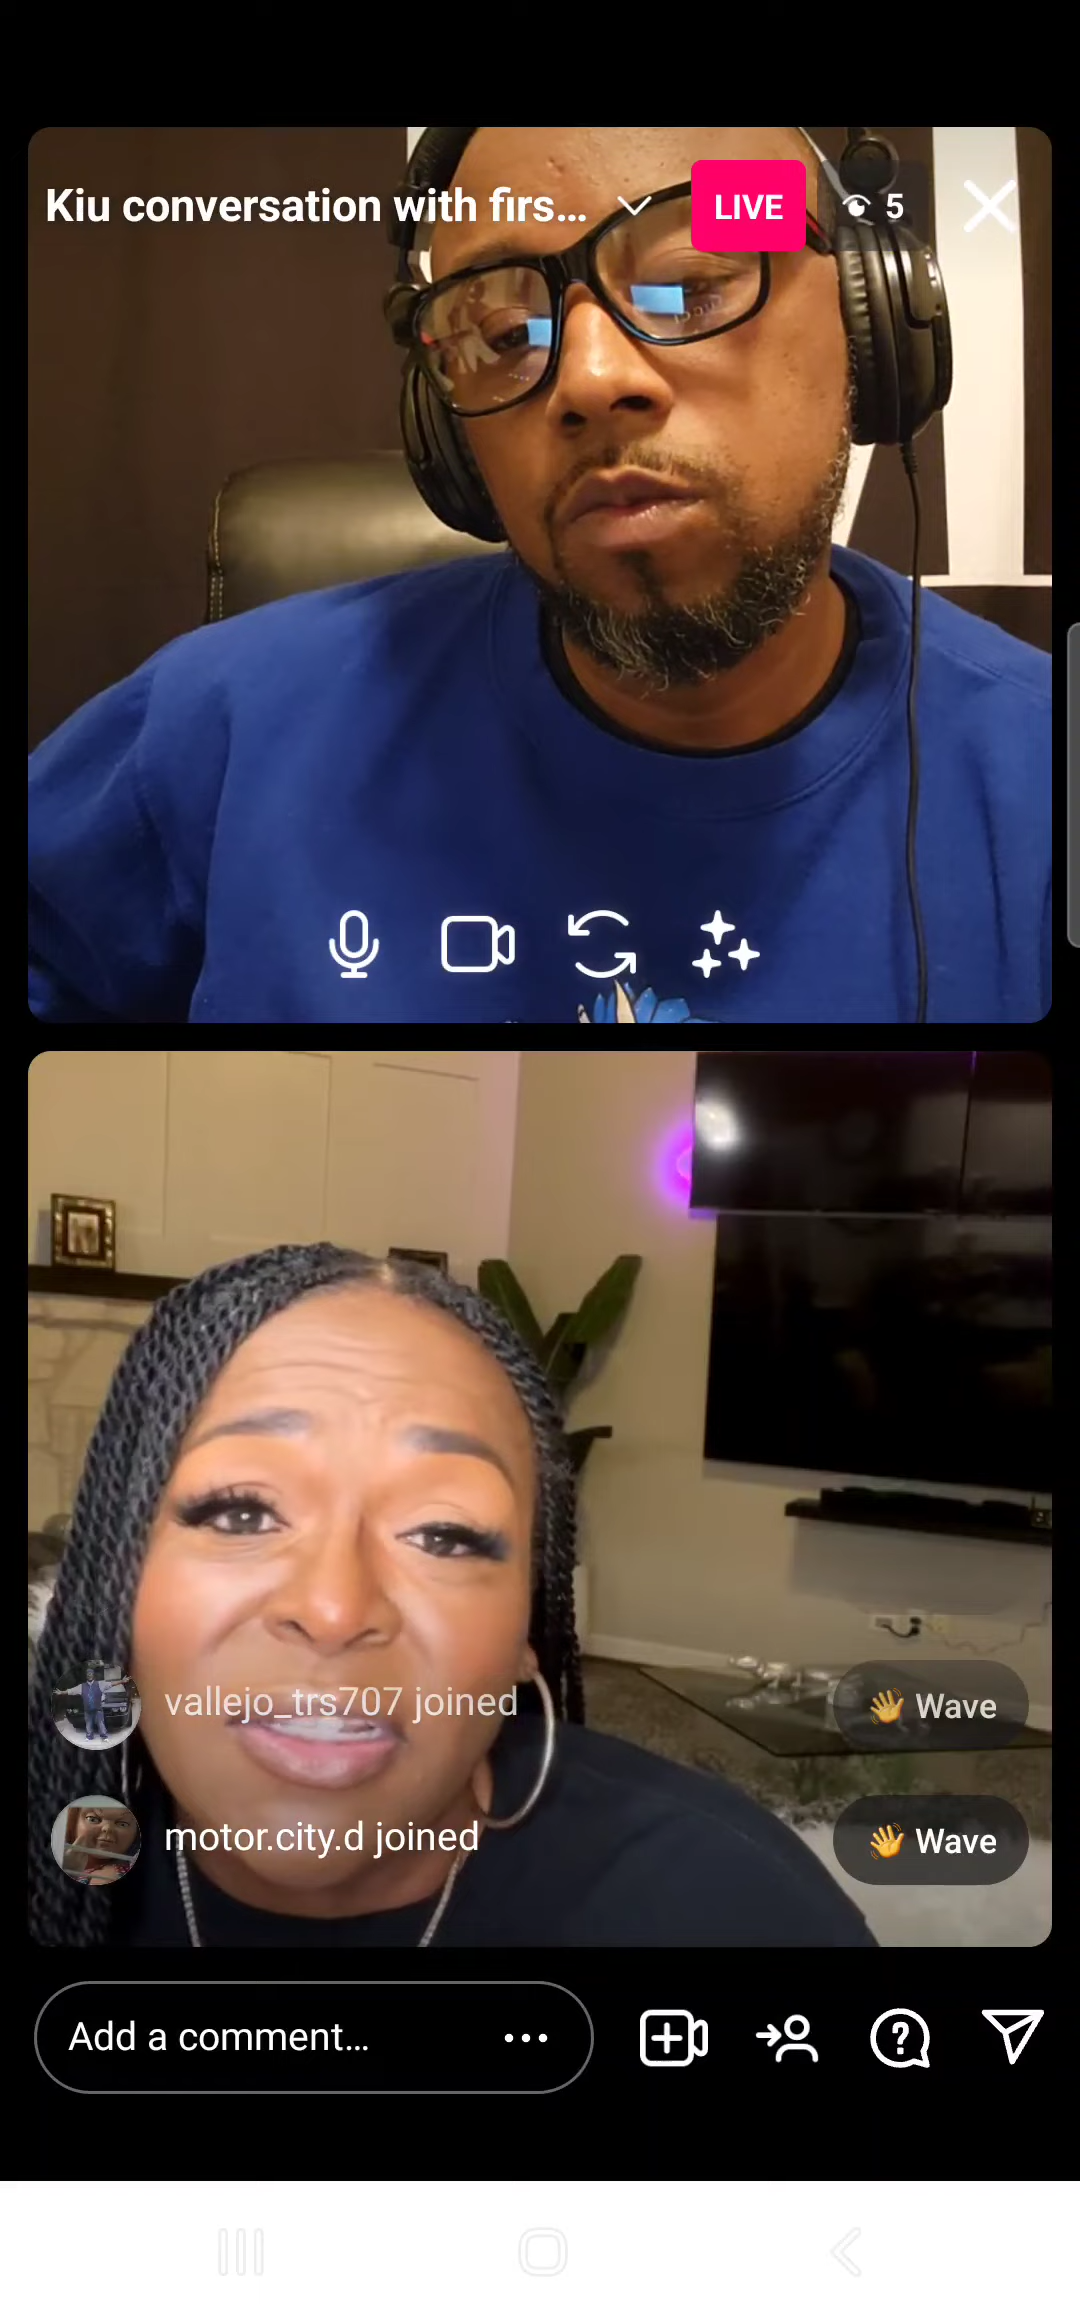 Kiu conversation with firs...
LIVE
5
vallejo_trs707 joined
👋 Wave
motor.city.d joined
👋 Wave
Add a comment...